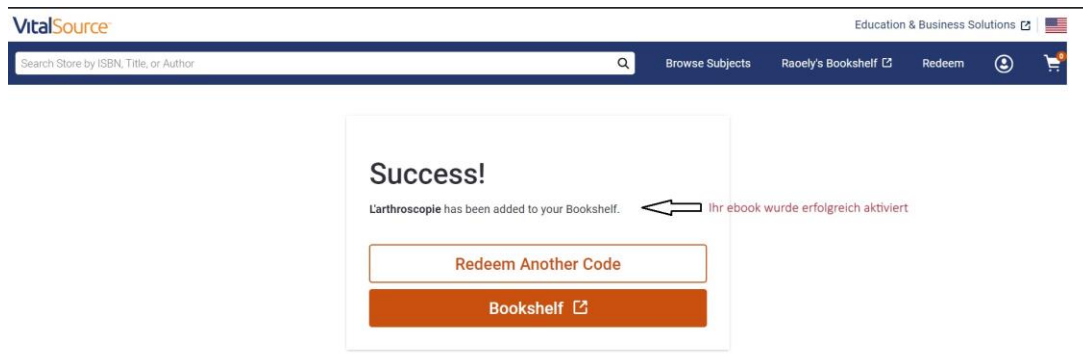 VitalSource
Education & Business Solutions
Search Store by ISBN, Title, or Author
Browse Subjects
Raoely's Bookshelf
Redeem
0
Success!
L'arthroscopie has been added to your Bookshelf.
Ihr ebook wurde erfolgreich aktiviert
Redeem Another Code
Bookshelf